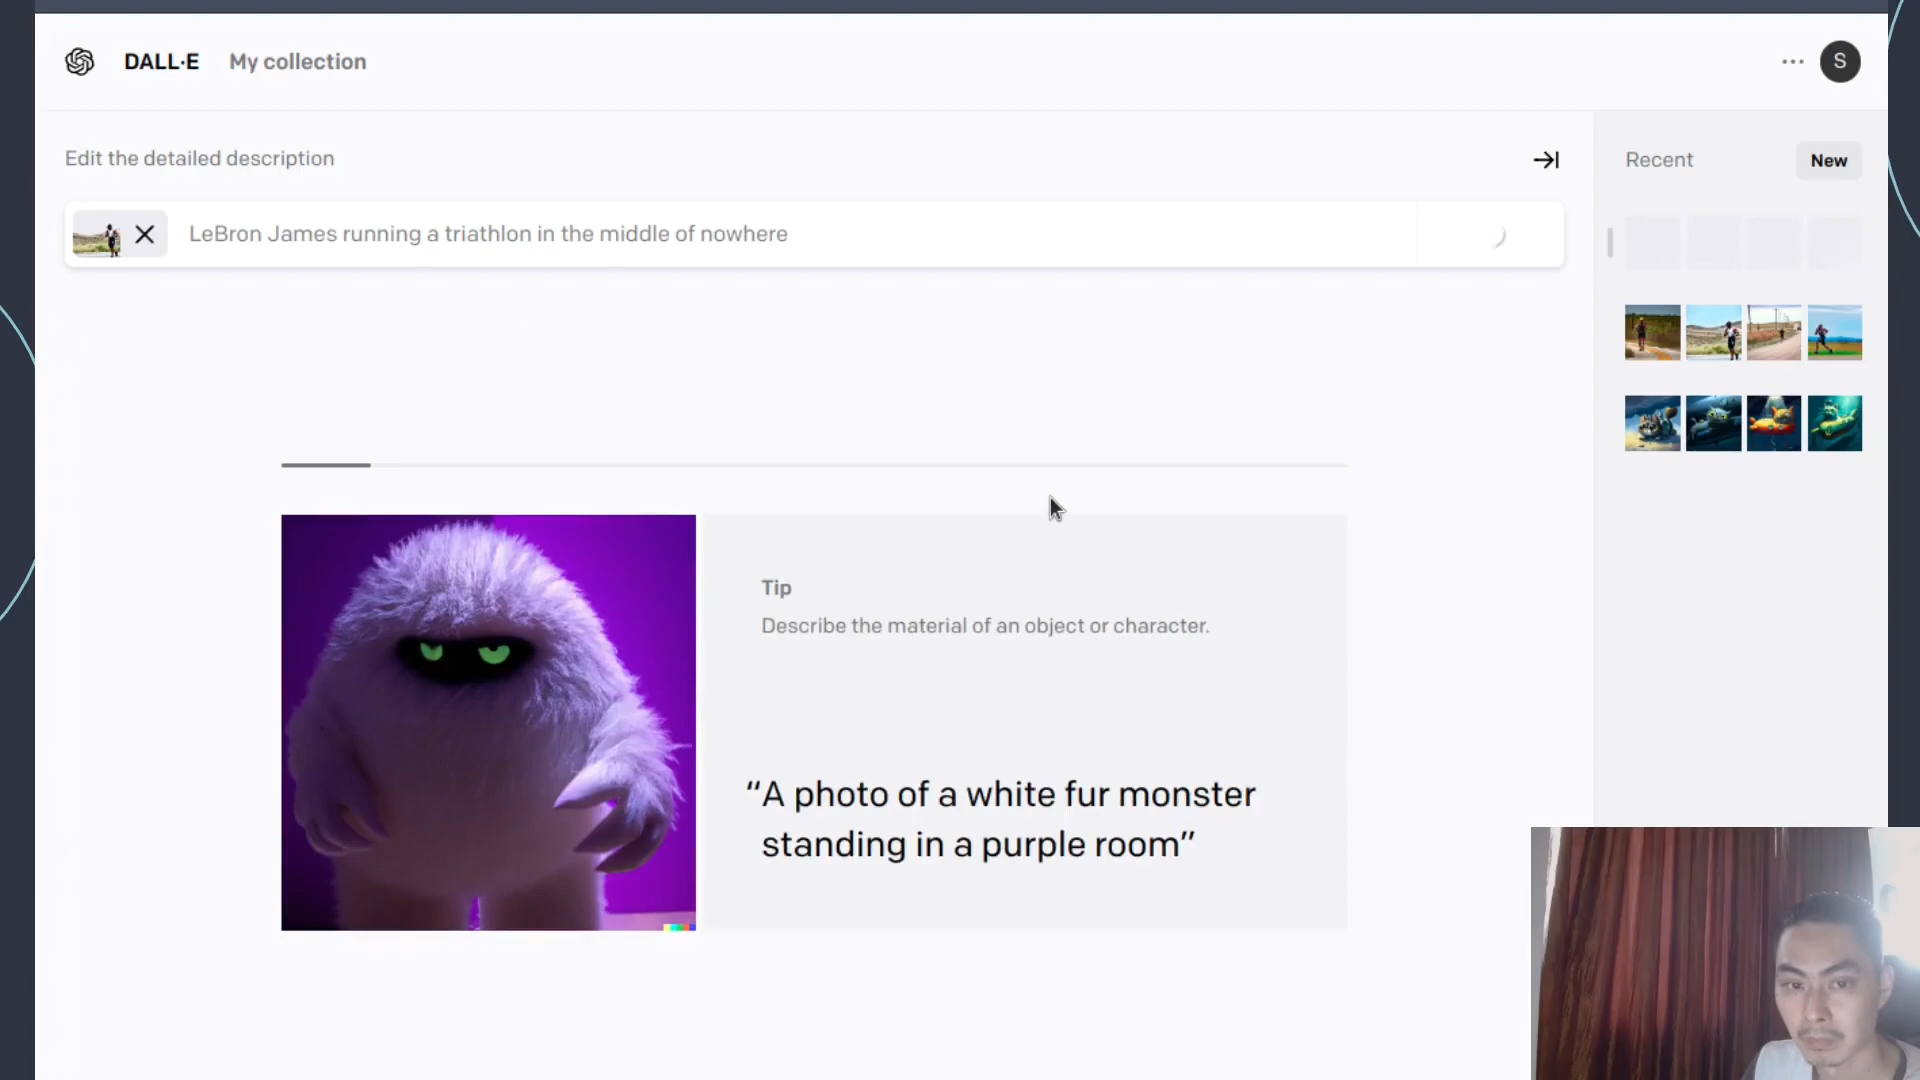 DALL·E My collection
S
Edit the detailed description
Recent New
LeBron James running a triathlon in the middle of nowhere
Tip
Describe the material of an object or character.
“A photo of a white fur monster
standing in a purple room”